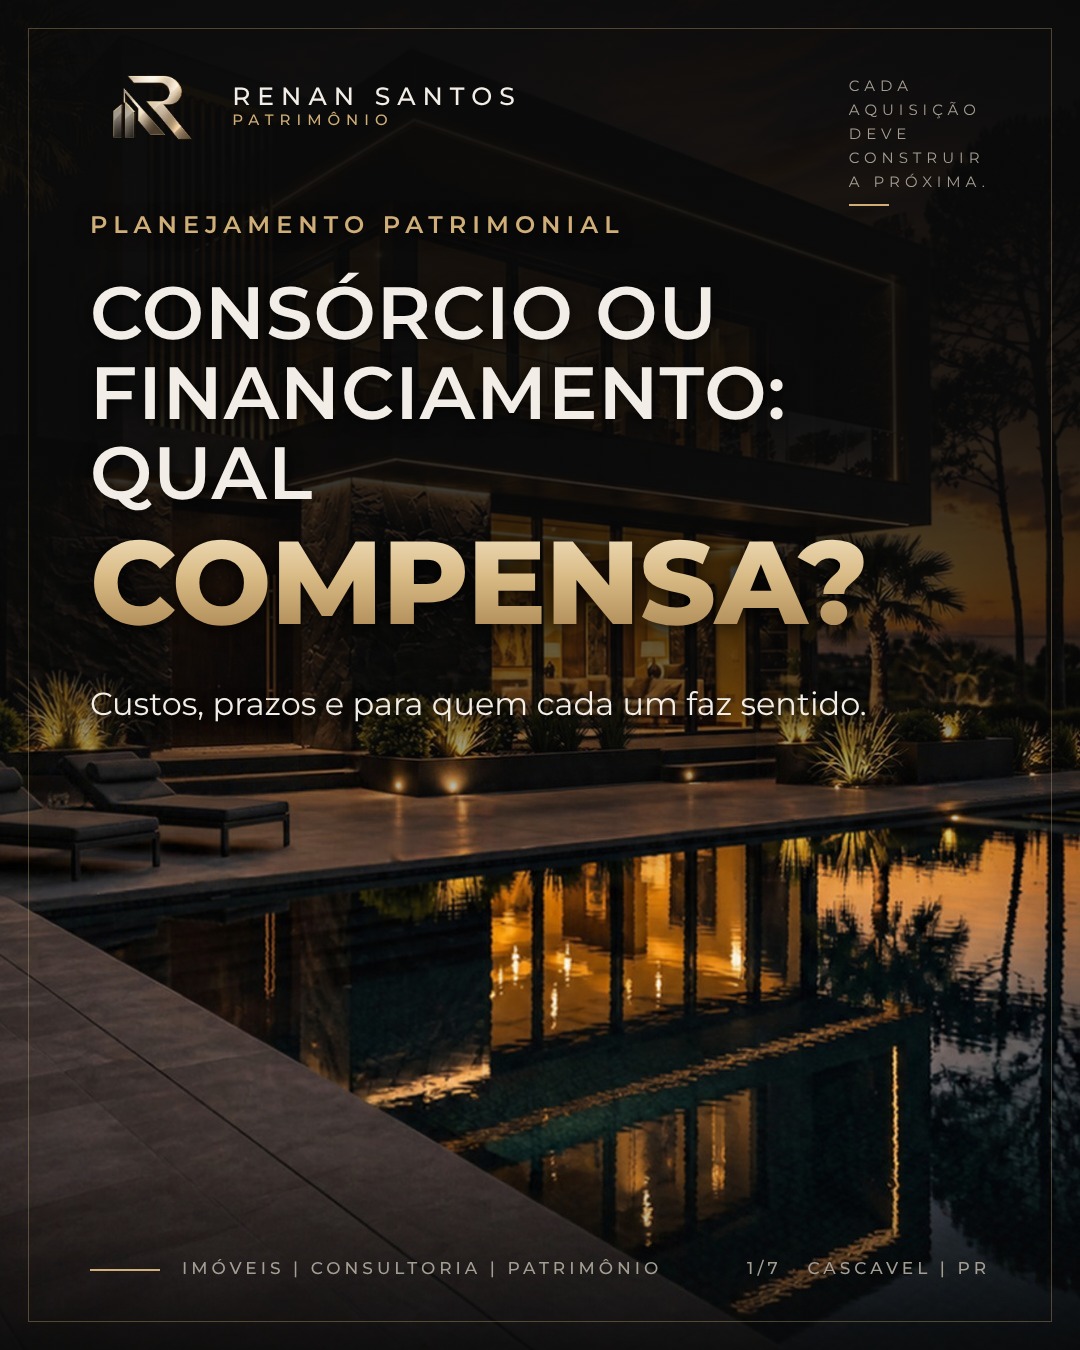 RENAN SANTOS
PATRIMÔNIO
CADA
AQUISIÇÃO
DEVE
CONSTRUIR
A PRÓXIMA.
PLANEJAMENTO PATRIMONIAL
CONSÓRCIO OU
FINANCIAMENTO:
QUAL
COMPENSA?
Custos, prazos e para quem cada um faz sentido.
IMÓVEIS | CONSULTORIA | PATRIMÔNIO
1/7 CASCAVEL | PR